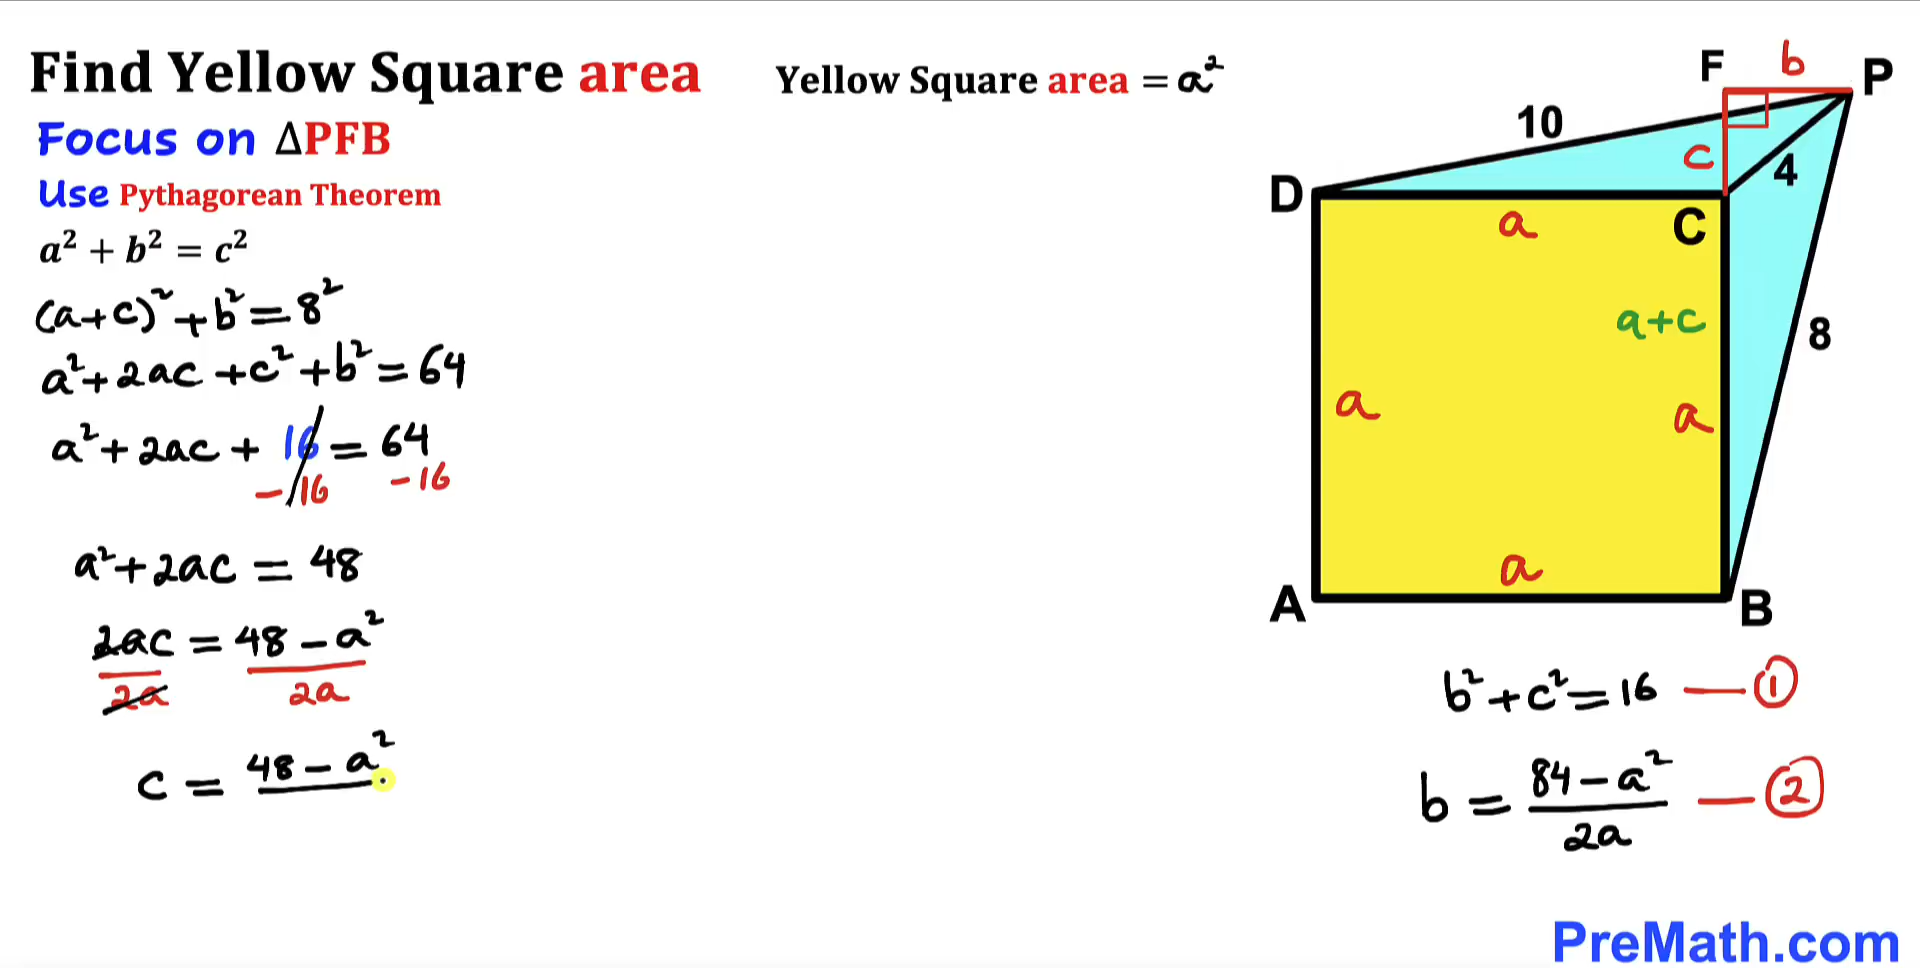 Find Yellow Square area
Yellow Square area = a²
Focus on ΔPFB
Use Pythagorean Theorem
a² + b² = c²
(a+c)² + b² = 8²
a² + 2ac + c² + b² = 64
a² + 2ac + 16 = 64
-16 -16
a² + 2ac = 48
2ac = 48 - a²
2a 2a
c = 48 - a²
F b P
10
c
4
D
a
C
a+c
8
a
a
a
A
B
b² + c² = 16 — ①
b = 84 - a² — ②
2a
PreMath.com